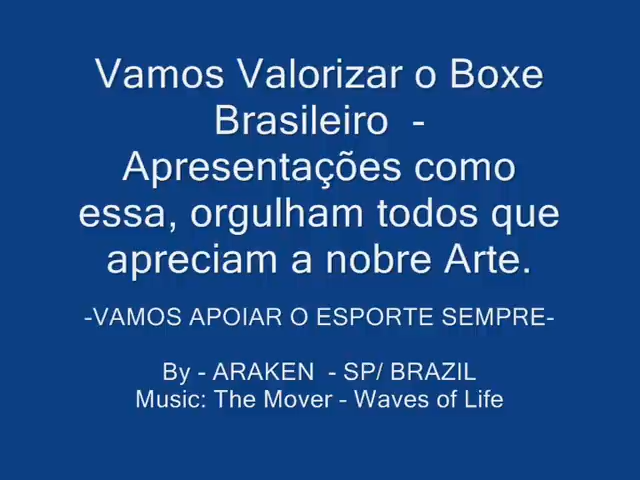 Vamos Valorizar o Boxe
Brasileiro  -
Apresentações como
essa, orgulham todos que
apreciam a nobre Arte.
-VAMOS APOIAR O ESPORTE SEMPRE-
By - ARAKEN  - SP/ BRAZIL
Music: The Mover - Waves of Life